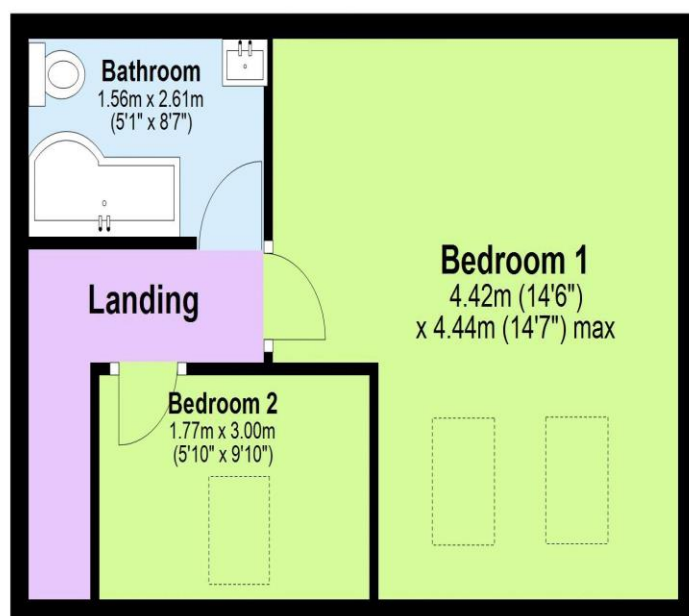 Bathroom
1.56m x 2.61m
(5'1" x 8'7")
Bedroom 1
4.42m (14'6")
x 4.44m (14'7") max
Landing
Bedroom 2
1.77m x 3.00m
(5'10" x 9'10")